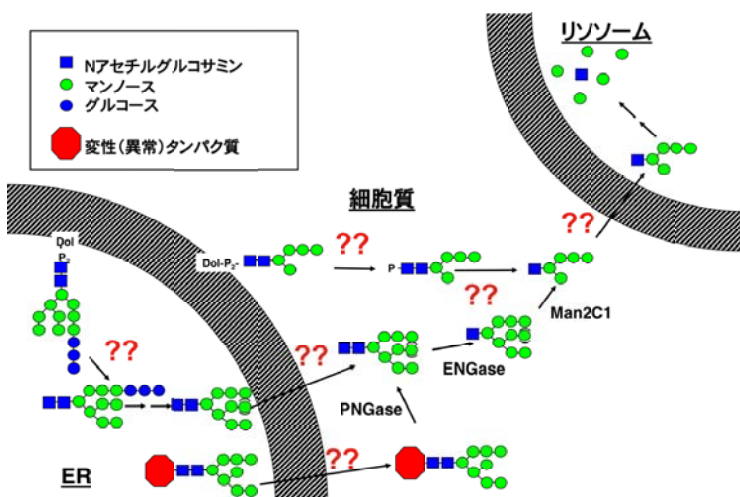 リソソーム
Nアセチルグルコサミン
マンノース
グルコース
変性(異常)タンパク質
細胞質
Dol
P₂
Dol-P₂-
??
P
??
??
Man2C1
??
??
ENGase
PNGase
??
ER